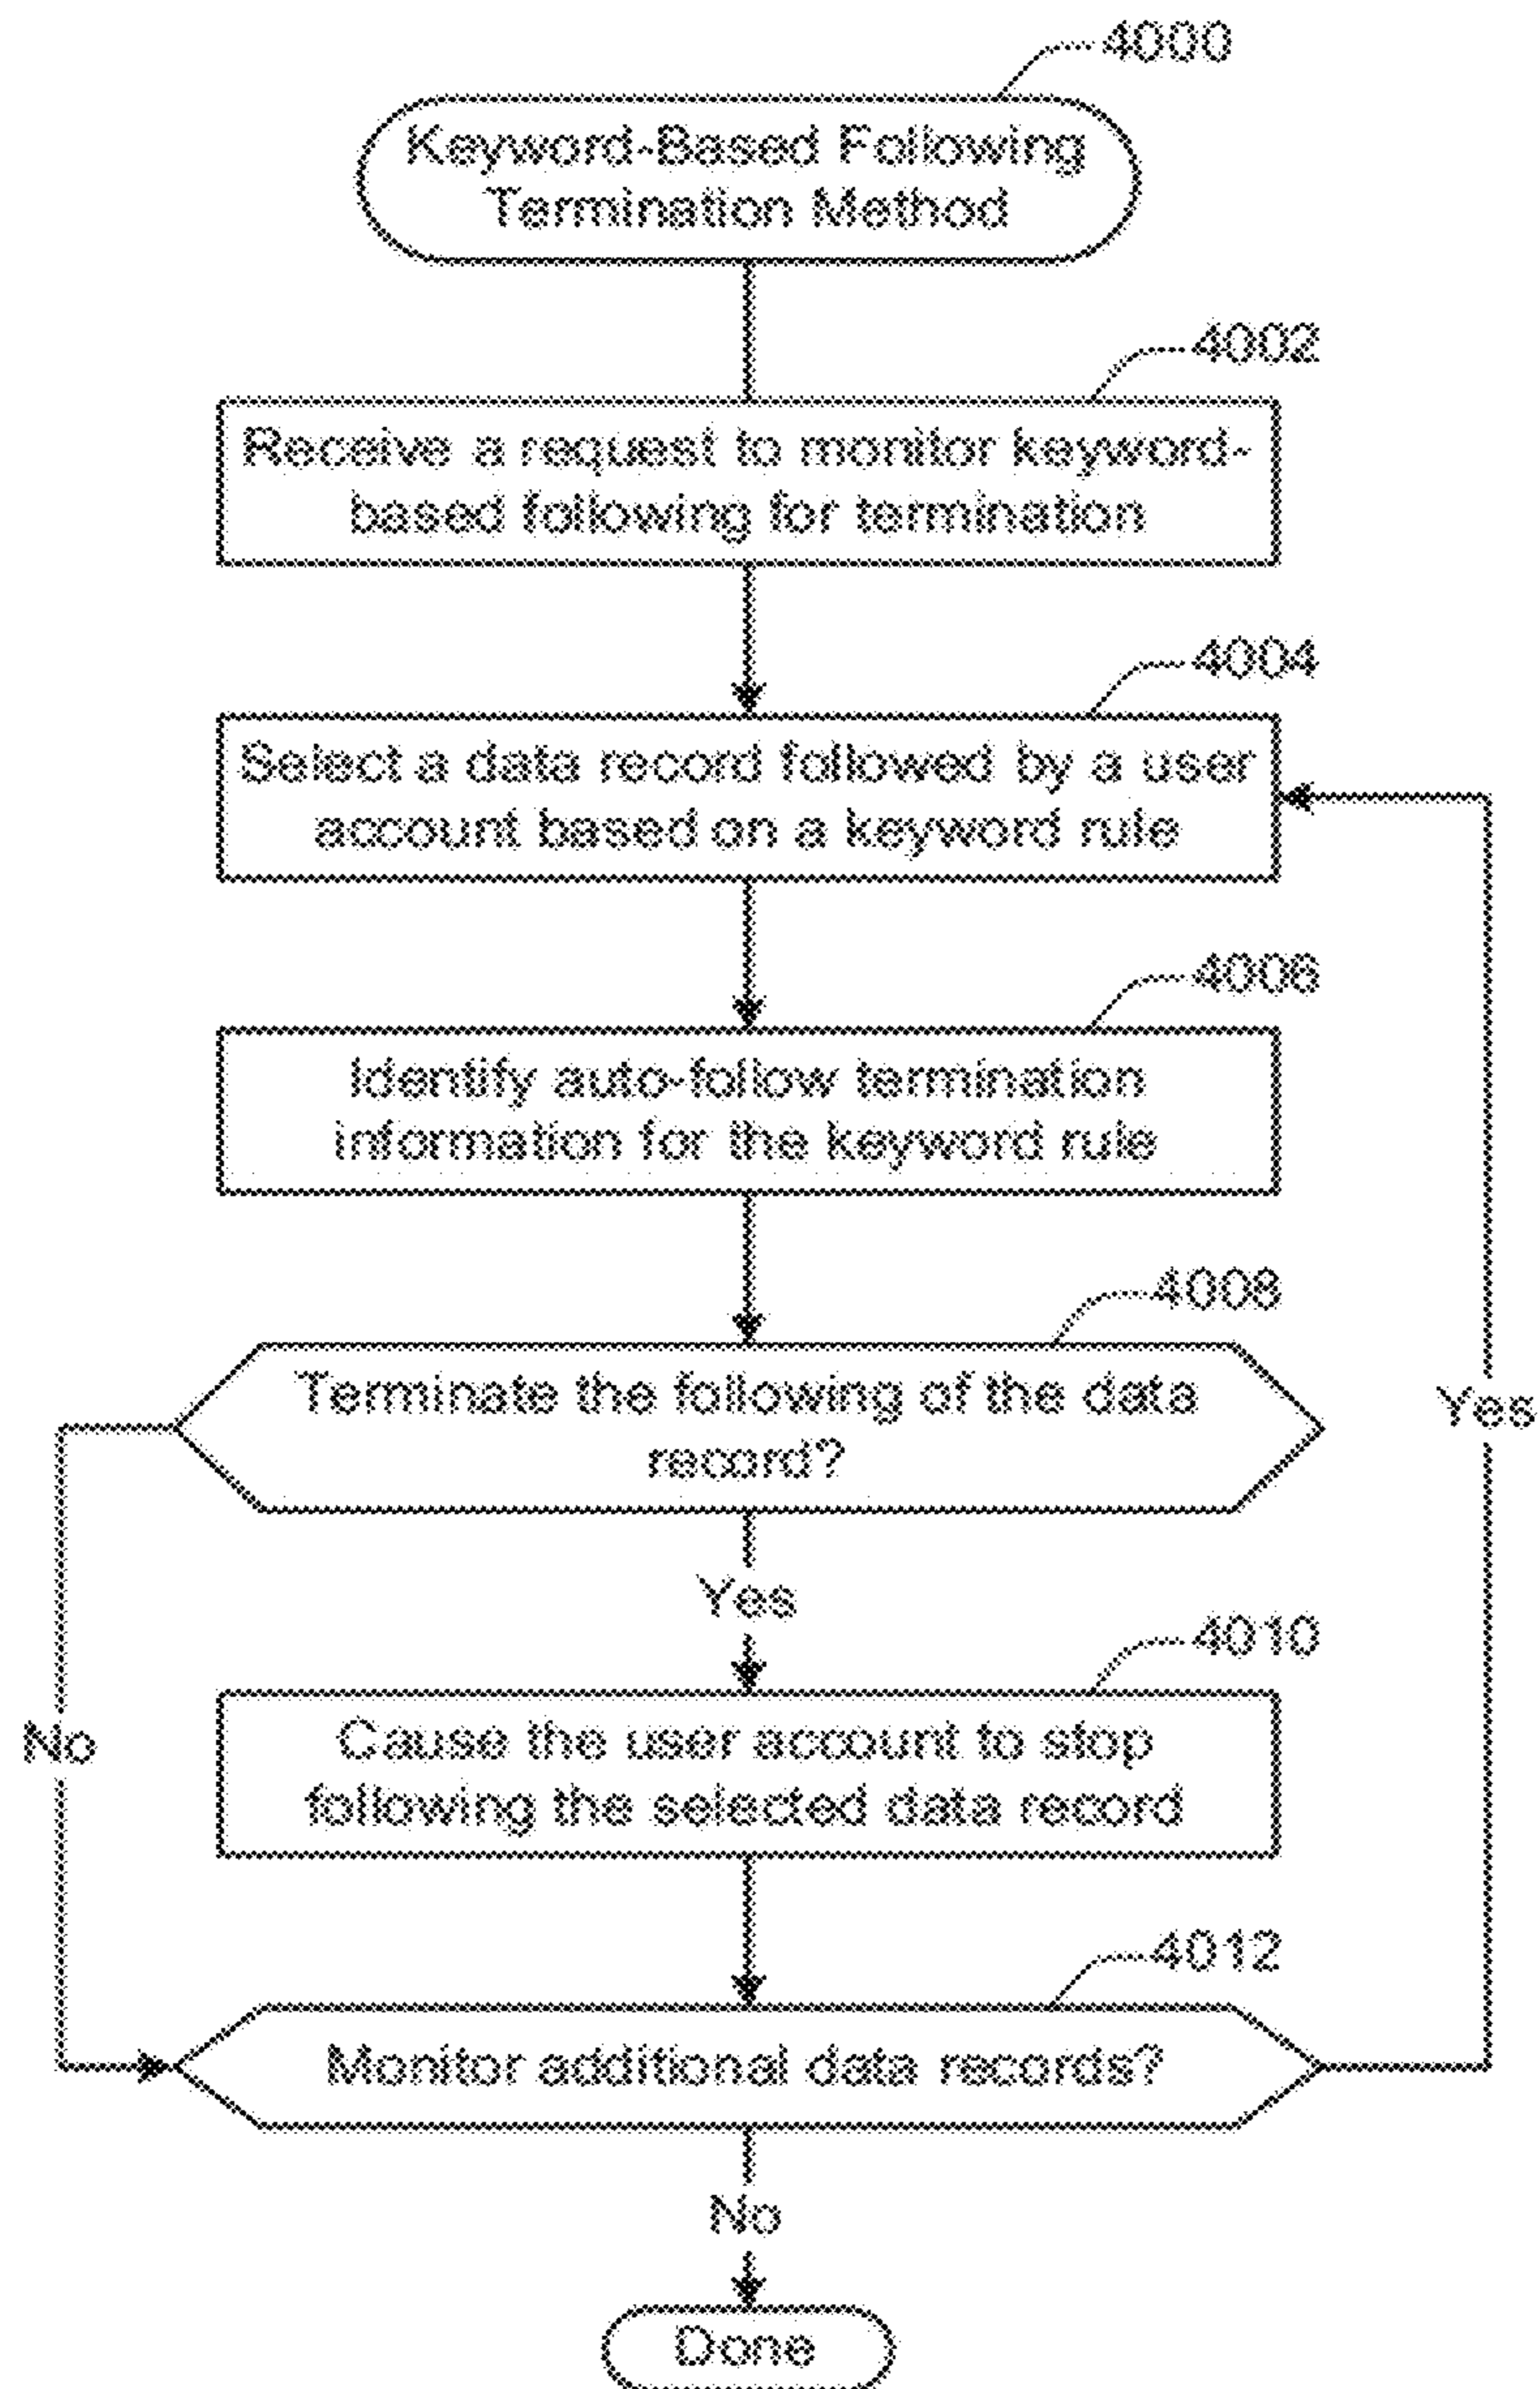 4000
Keyword-Based Following
Termination Method
4002
Receive a request to monitor keyword-
based following for termination
4004
Select a data record followed by a user
account based on a keyword rule
4006
Identify auto-follow termination
information for the keyword rule
4008
Terminate the following of the data
record?
Yes
Yes
4010
Cause the user account to stop
following the selected data record
No
4012
Monitor additional data records?
No
Done